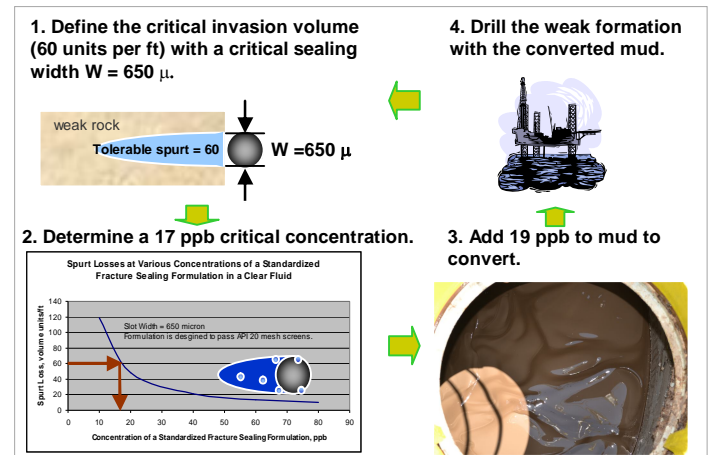 1. Define the critical invasion volume
(60 units per ft) with a critical sealing
width W = 650 μ.
weak rock
Tolerable spurt = 60
W =650 μ
4. Drill the weak formation
with the converted mud.
2. Determine a 17 ppb critical concentration.
Spurt Losses at Various Concentrations of a Standardized
Fracture Sealing Formulation in a Clear Fluid
Spurt Loss, volume units/ft
140
120
100
80
60
40
20
0
Slot Width = 650 micron
Formulation is desgined to pass API 20 mesh screens.
0 10 20 30 40 50 60 70 80 90
Concentration of a Standardized Fracture Sealing Formulation, ppb
3. Add 19 ppb to mud to
convert.